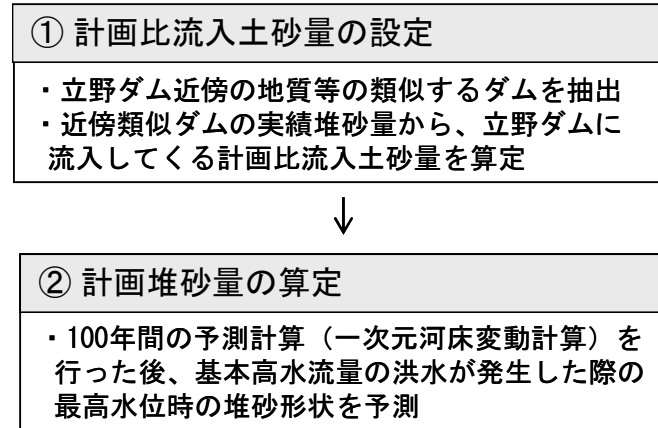 ① 計画比流入土砂量の設定
・立野ダム近傍の地質等の類似するダムを抽出
・近傍類似ダムの実績堆砂量から、立野ダムに
流入してくる計画比流入土砂量を算定
↓
② 計画堆砂量の算定
・100年間の予測計算（一次元河床変動計算）を
行った後、基本高水流量の洪水が発生した際の
最高水位時の堆砂形状を予測